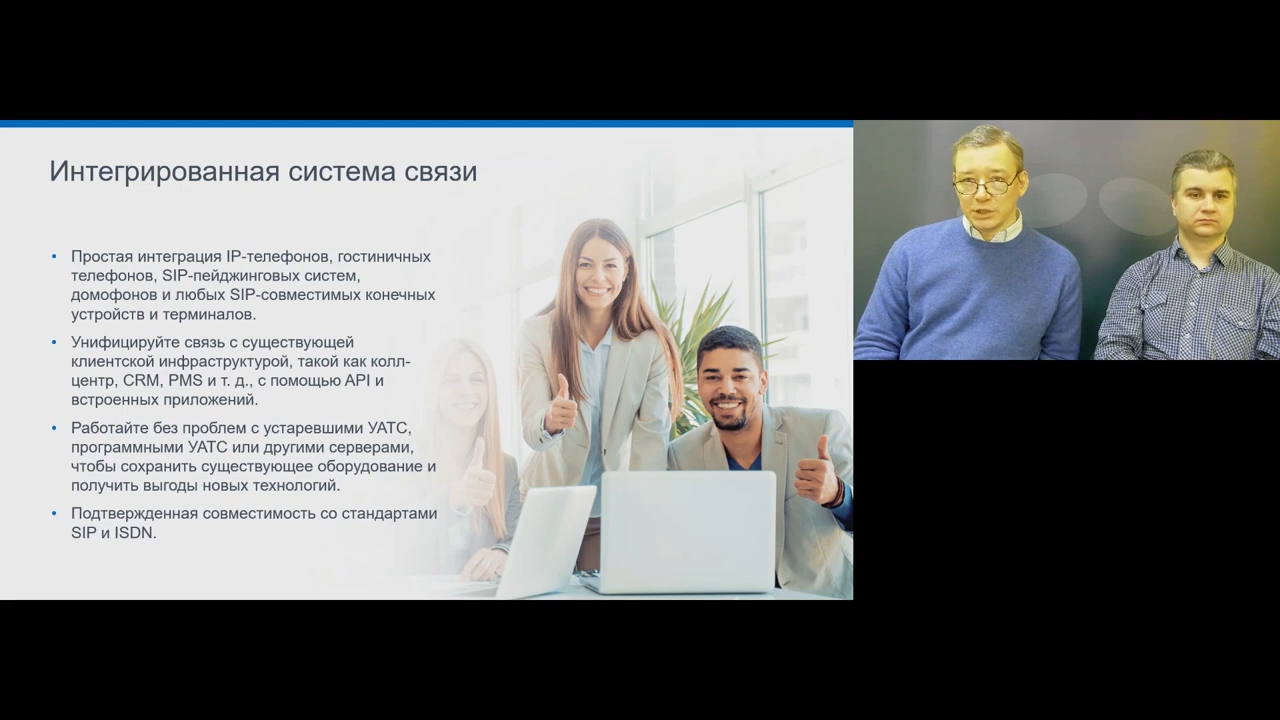 Интегрированная система связи
• Простая интеграция IP-телефонов, гостиничных
телефонов, SIP-пейджинговых систем,
домофонов и любых SIP-совместимых конечных
устройств и терминалов.
• Унифицируйте связь с существующей
клиентской инфраструктурой, такой как колл-
центр, CRM, PMS и т. д., с помощью API и
встроенных приложений.
• Работайте без проблем с устаревшими УАТС,
программными УАТС или другими серверами,
чтобы сохранить существующее оборудование и
получить выгоды новых технологий.
• Подтвержденная совместимость со стандартами
SIP и ISDN.